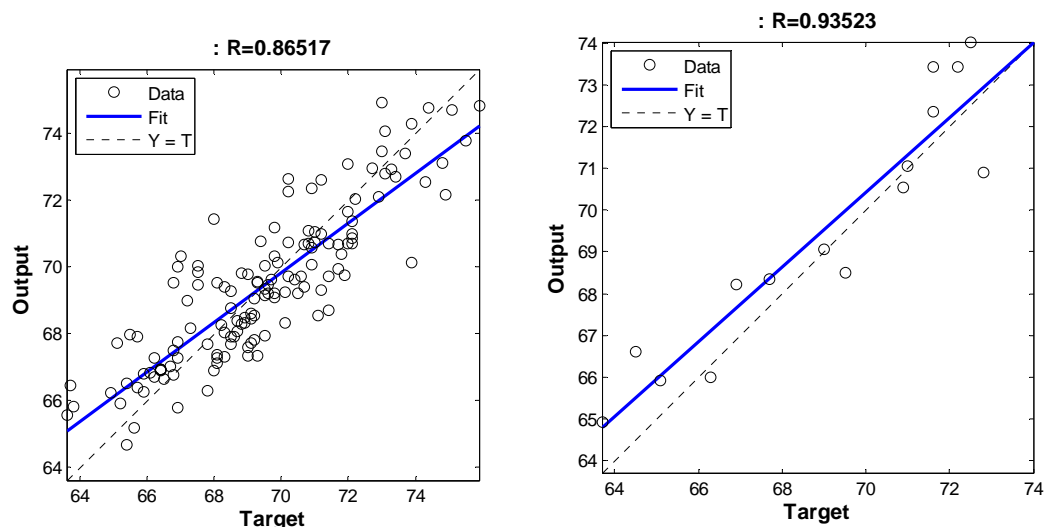 : R=0.86517
Data
Fit
Y = T
74
72
70
68
66
64
Output
64 66 68 70 72 74
Target
: R=0.93523
Data
Fit
Y = T
74
73
72
71
70
69
68
67
66
65
64
Output
64 66 68 70 72 74
Target